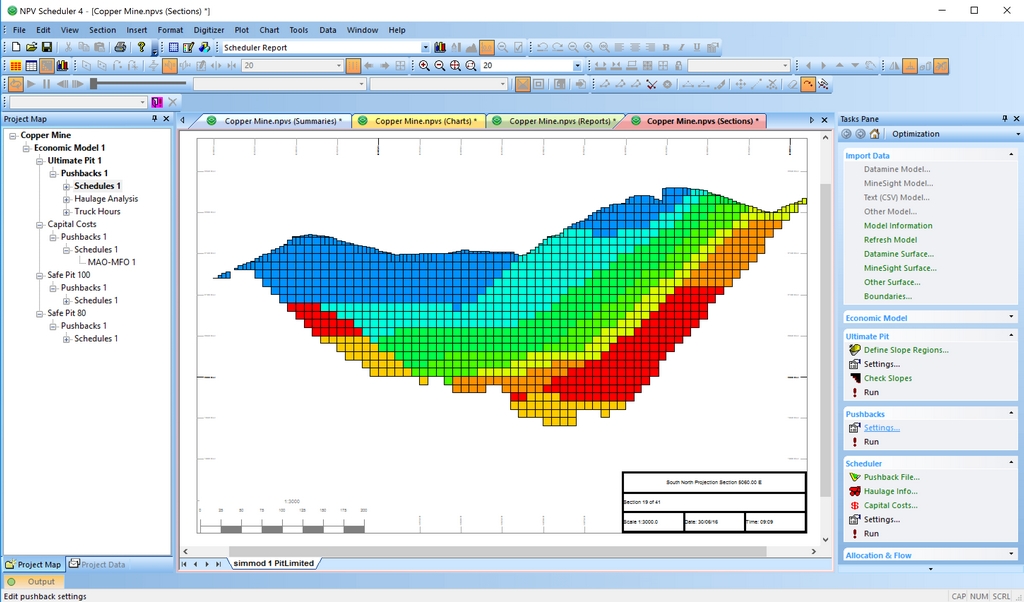 NPV Scheduler 4 - [Copper Mine.npvs (Sections) *]
File Edit View Section Insert Format Digitizer Plot Chart Tools Data Window Help
Scheduler Report
20 20
Project Map
Copper Mine.npvs (Summaries) * Copper Mine.npvs (Charts) * Copper Mine.npvs (Reports) * Copper Mine.npvs (Sections) *
Copper Mine
Economic Model 1
Ultimate Pit 1
Pushbacks 1
Schedules 1
Haulage Analysis
Truck Hours
Capital Costs
Pushbacks 1
Schedules 1
MAO-MFO 1
Safe Pit 100
Pushbacks 1
Schedules 1
Safe Pit 80
Pushbacks 1
Schedules 1
Project Map Project Data
Output
Edit pushback settings
1:3000
South North Projection Section 5060.00 E
Section 19 of 41
Scale 1:3000.0 Date: 30/06/16 Time: 09:09
simmod 1 PitLimited
Tasks Pane
Optimization
Import Data
Datamine Model...
MineSight Model...
Text (CSV) Model...
Other Model...
Model Information
Refresh Model
Datamine Surface...
MineSight Surface...
Other Surface...
Boundaries...
Economic Model
Ultimate Pit
Define Slope Regions...
Settings...
Check Slopes
Run
Pushbacks
Settings...
Run
Scheduler
Pushback File...
Haulage Info...
Capital Costs...
Settings...
Run
Allocation & Flow
CAP NUM SCRL